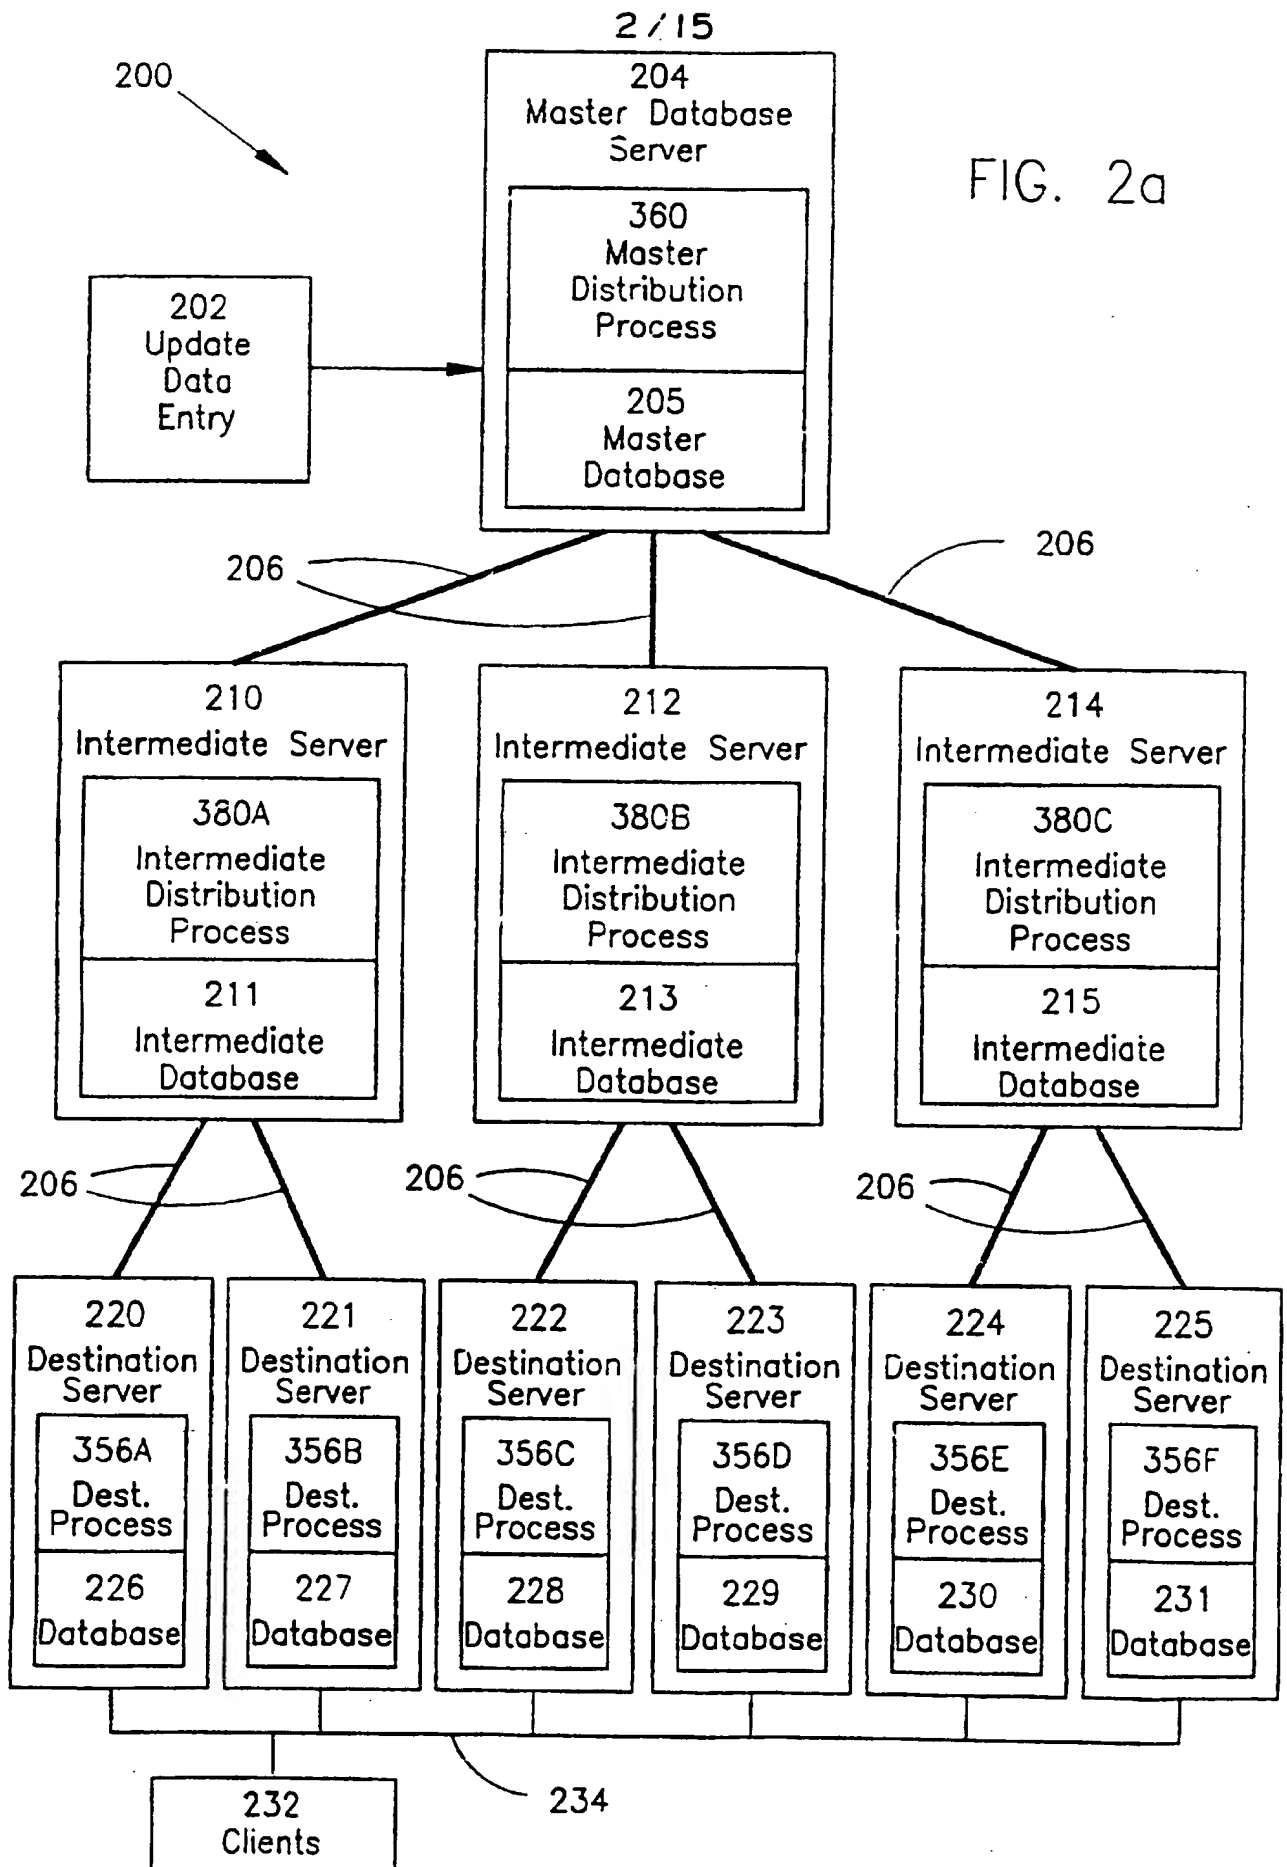 2/15
200
204
Master Database
Server
FIG. 2a
360
Master
Distribution
Process
202
Update
Data
Entry
205
Master
Database
206
206
210
Intermediate Server
380A
Intermediate
Distribution
Process
211
Intermediate
Database
212
Intermediate Server
380B
Intermediate
Distribution
Process
213
Intermediate
Database
214
Intermediate Server
380C
Intermediate
Distribution
Process
215
Intermediate
Database
206
206
206
220
Destination
Server
356A
Dest.
Process
226
Database
221
Destination
Server
356B
Dest.
Process
227
Database
222
Destination
Server
356C
Dest.
Process
228
Database
223
Destination
Server
356D
Dest.
Process
229
Database
224
Destination
Server
356E
Dest.
Process
230
Database
225
Destination
Server
356F
Dest.
Process
231
Database
232
Clients
234